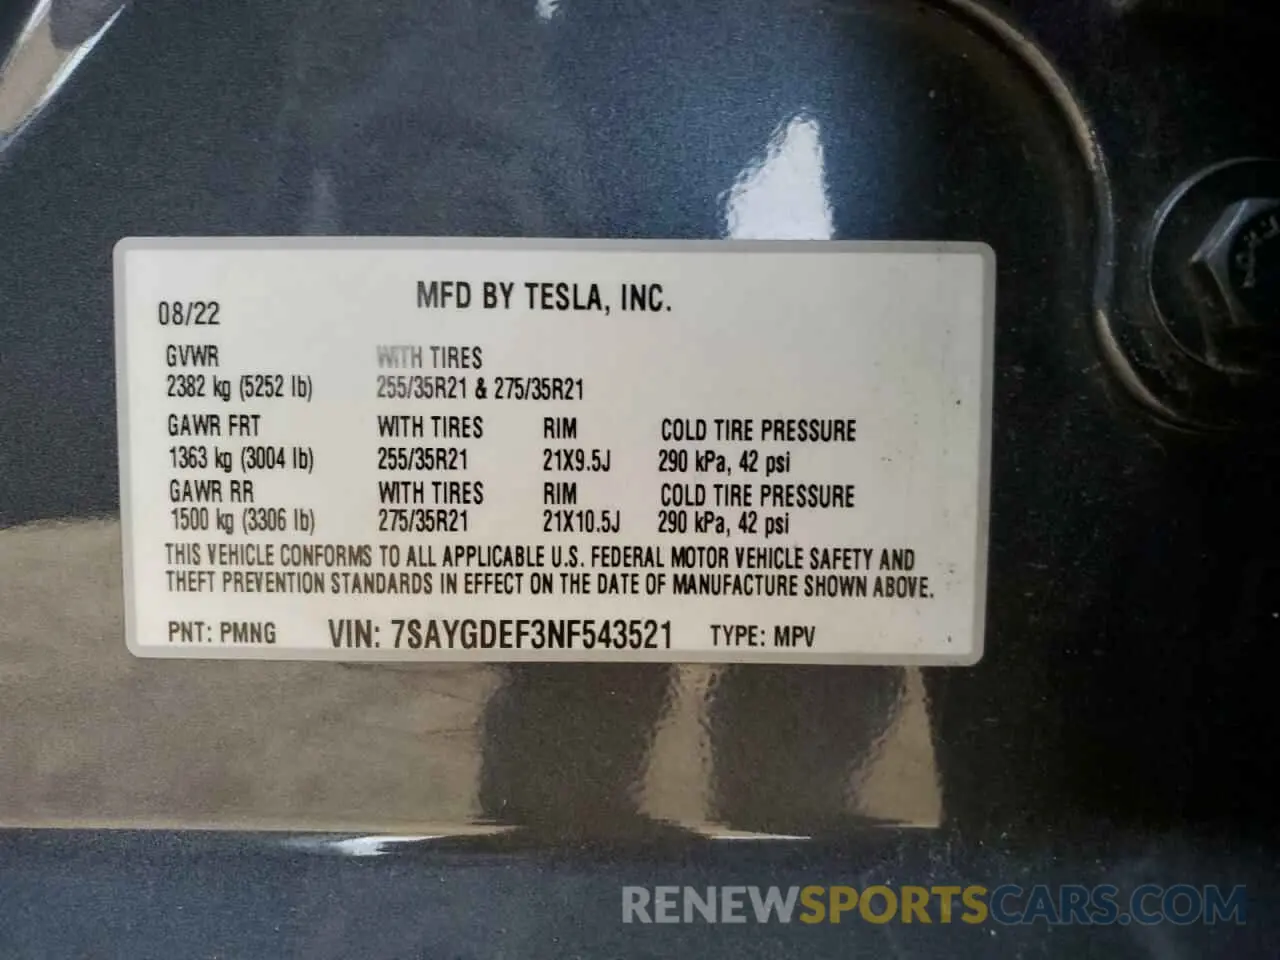 MFD BY TESLA, INC.
08/22
GVWR WITH TIRES
2382 kg (5252 lb) 255/35R21 & 275/35R21
GAWR FRT WITH TIRES RIM COLD TIRE PRESSURE
1363 kg (3004 lb) 255/35R21 21X9.5J 290 kPa, 42 psi
GAWR RR WITH TIRES RIM COLD TIRE PRESSURE
1500 kg (3306 lb) 275/35R21 21X10.5J 290 kPa, 42 psi
THIS VEHICLE CONFORMS TO ALL APPLICABLE U.S. FEDERAL MOTOR VEHICLE SAFETY AND
THEFT PREVENTION STANDARDS IN EFFECT ON THE DATE OF MANUFACTURE SHOWN ABOVE.
PNT: PMNG VIN: 7SAYGDEF3NF543521 TYPE: MPV
RENEWSPORTSCARS.COM